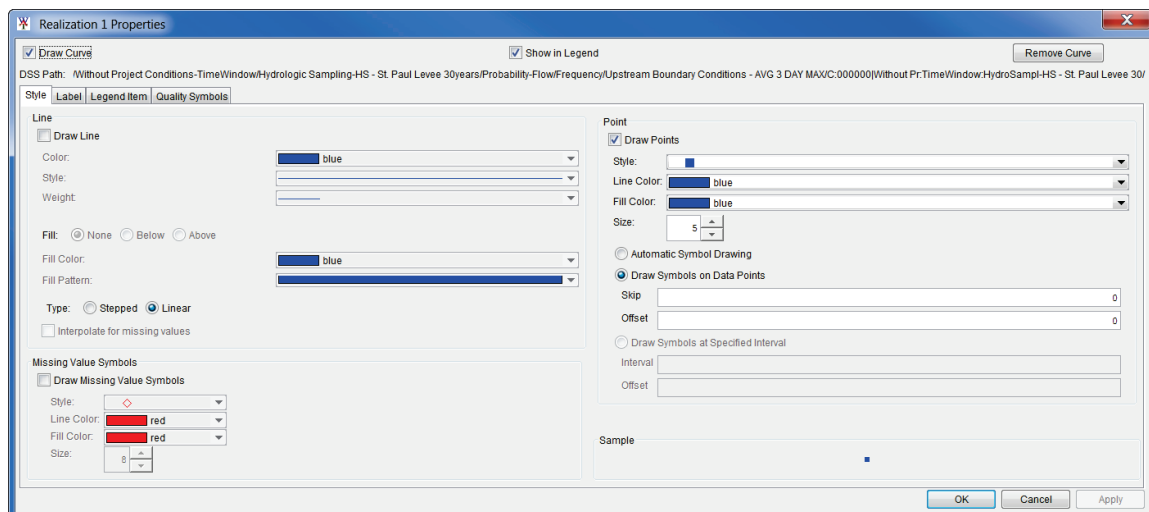 Realization 1 Properties
Draw Curve
Show in Legend
Remove Curve
DSS Path: /Without Project Conditions-TimeWindow/Hydrologic Sampling-HS - St. Paul Levee 30years/Probability-Flow/Frequency/Upstream Boundary Conditions - AVG 3 DAY MAX/C:000000|Without Pr:TimeWindow:HydroSampl-HS - St. Paul Levee 30/
Style Label Legend Item Quality Symbols
Line
Draw Line
Color: blue
Style:
Weight:
Fill: None Below Above
Fill Color: blue
Fill Pattern:
Type: Stepped Linear
Interpolate for missing values
Missing Value Symbols
Draw Missing Value Symbols
Style:
Line Color: red
Fill Color: red
Size: 8
Point
Draw Points
Style:
Line Color: blue
Fill Color: blue
Size: 5
Automatic Symbol Drawing
Draw Symbols on Data Points
Skip 0
Offset 0
Draw Symbols at Specified Interval
Interval
Offset
Sample
OK Cancel Apply